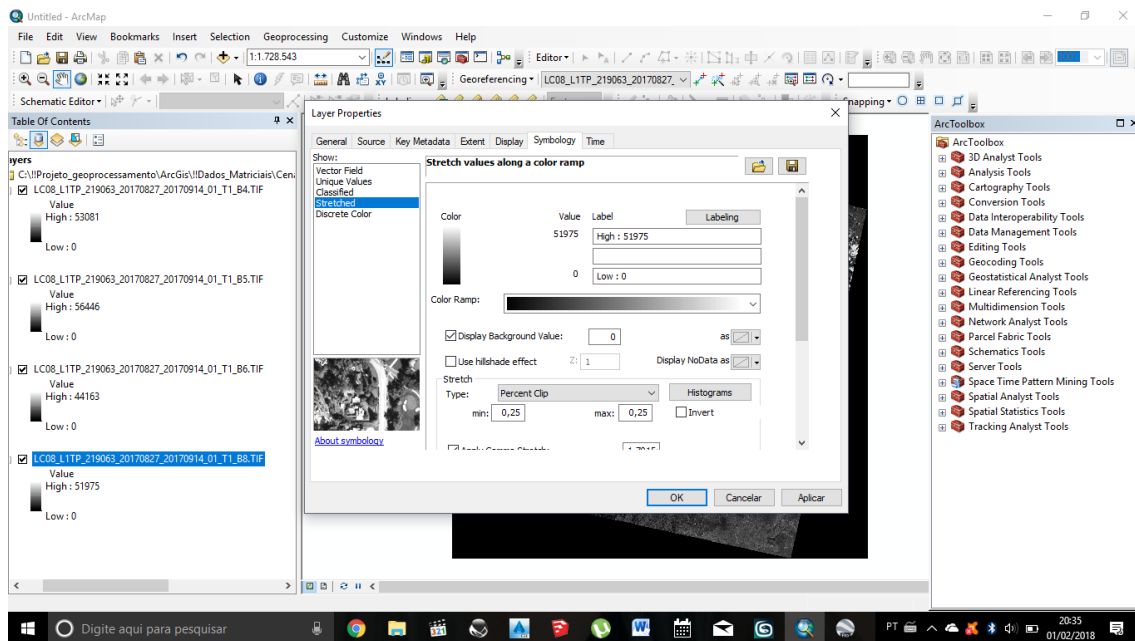 Untitled - ArcMap
File Edit View Bookmarks Insert Selection Geoprocessing Customize Windows Help
1:1.728.543
Editor
Georeferencing LC08_L1TP_219063_20170827_
Schematic Editor
Snapping
Table Of Contents
ayers
C:\!!Projeto_geoprocessamento\ArcGis\!!Dados_Matriciais\Cena
LC08_L1TP_219063_20170827_20170914_01_T1_B4.TIF
Value
High : 53081
Low : 0
LC08_L1TP_219063_20170827_20170914_01_T1_B5.TIF
Value
High : 56446
Low : 0
LC08_L1TP_219063_20170827_20170914_01_T1_B6.TIF
Value
High : 44163
Low : 0
LC08_L1TP_219063_20170827_20170914_01_T1_B8.TIF
Value
High : 51975
Low : 0
Layer Properties
General Source Key Metadata Extent Display Symbology Time
Show:
Vector Field
Unique Values
Classified
Stretched
Discrete Color
Stretch values along a color ramp
Color Value Label Labeling
51975 High : 51975
0 Low : 0
Color Ramp:
Display Background Value: 0 as
Use hillshade effect Z: 1 Display NoData as
Stretch
Type: Percent Clip Histograms
min: 0,25 max: 0,25 Invert
Apply Gamma Stretch: 1,7815
About symbology
OK Cancelar Aplicar
ArcToolbox
ArcToolbox
3D Analyst Tools
Analysis Tools
Cartography Tools
Conversion Tools
Data Interoperability Tools
Data Management Tools
Editing Tools
Geocoding Tools
Geostatistical Analyst Tools
Linear Referencing Tools
Multidimension Tools
Network Analyst Tools
Parcel Fabric Tools
Schematics Tools
Server Tools
Space Time Pattern Mining Tools
Spatial Analyst Tools
Spatial Statistics Tools
Tracking Analyst Tools
Digite aqui para pesquisar
PT
20:35
01/02/2018